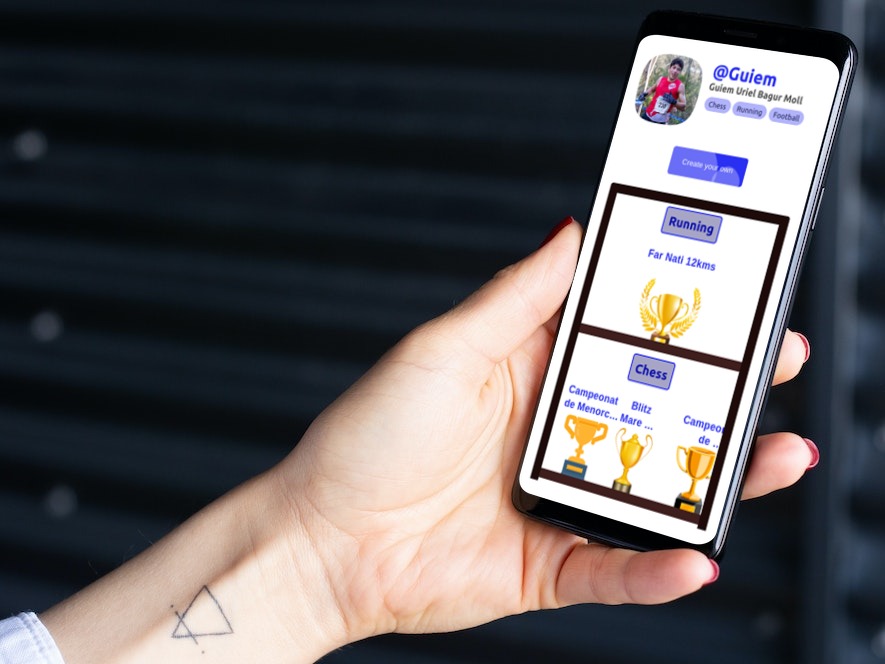 @Guiem
Guiem Uriel Bagur Moll
Chess Running Football
Create your own
Running
Far Nati 12kms
Chess
Campeonat
de Menorc...
Blitz
Mare ...
Campeon
de ...